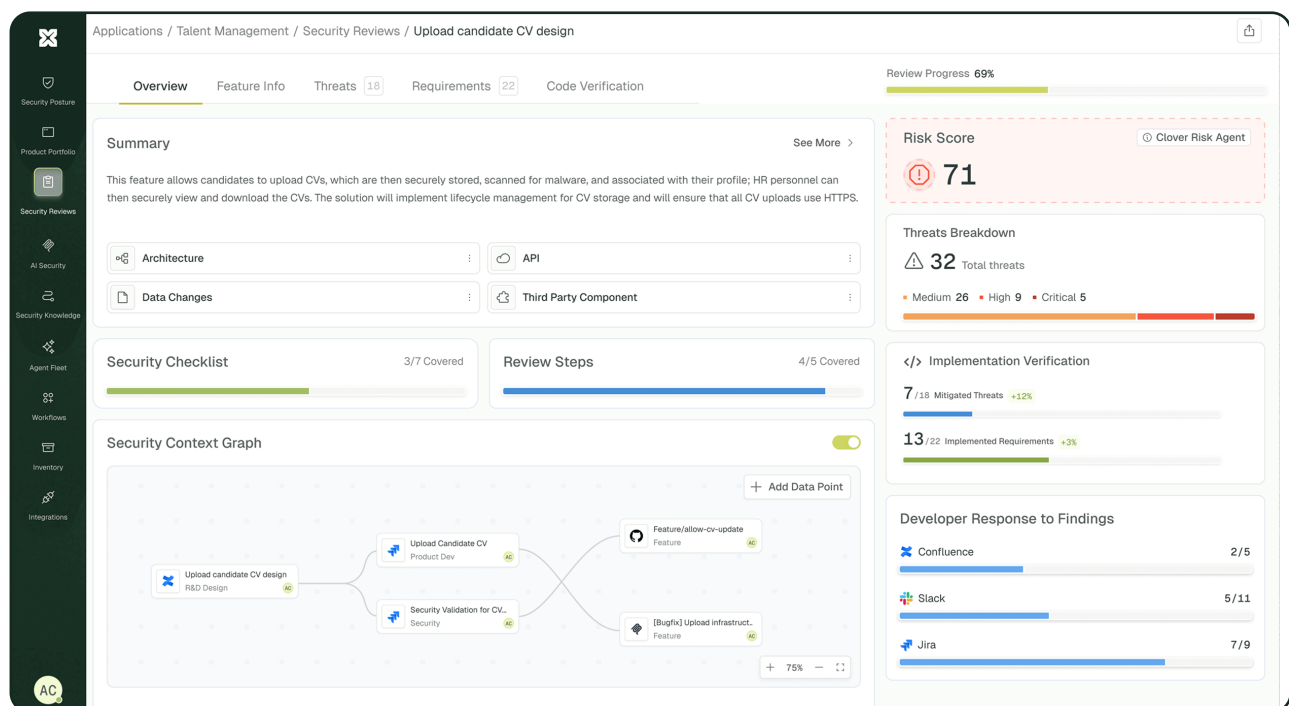 Applications / Talent Management / Security Reviews / Upload candidate CV design
Security Posture
Product Portfolio
Security Reviews
AI Security
Security Knowledge
Agent Fleet
Workflows
Inventory
Integrations
AC
Overview
Feature Info
Threats 18
Requirements 22
Code Verification
Review Progress 69%
Summary
See More
This feature allows candidates to upload CVs, which are then securely stored, scanned for malware, and associated with their profile; HR personnel can
then securely view and download the CVs. The solution will implement lifecycle management for CV storage and will ensure that all CV uploads use HTTPS.
Architecture
API
Data Changes
Third Party Component
Security Checklist
3/7 Covered
Review Steps
4/5 Covered
Security Context Graph
+ Add Data Point
Upload candidate CV design
R&D Design
AC
Upload Candidate CV
Product Dev
AC
Security Validation for CV...
Security
AC
Feature/allow-cv-update
Feature
AC
[Bugfix] Upload infrastruct..
Feature
AC
+ 75% −
Risk Score
Clover Risk Agent
71
Threats Breakdown
32 Total threats
Medium 26
High 9
Critical 5
</> Implementation Verification
7/18 Mitigated Threats +12%
13/22 Implemented Requirements +3%
Developer Response to Findings
Confluence
2/5
Slack
5/11
Jira
7/9